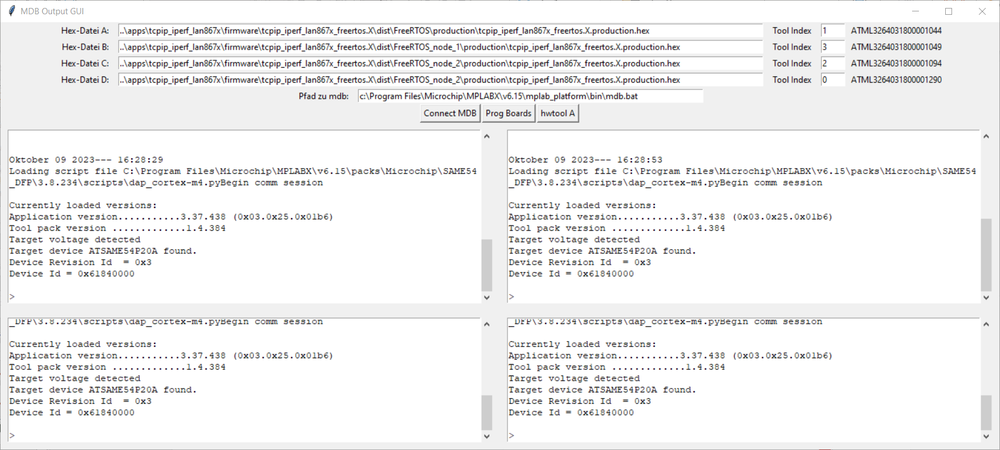 MDB Output GUI
Hex-Datei A: ..\apps\tcpip_iperf_lan867x\firmware\tcpip_iperf_lan867x_freertos.X\dist\FreeRTOS\production\tcpip_iperf_lan867x_freertos.X.production.hex Tool Index 1 ATML3264031800001044
Hex-Datei B: ..\apps\tcpip_iperf_lan867x\firmware\tcpip_iperf_lan867x_freertos.X\dist\FreeRTOS_node_1\production\tcpip_iperf_lan867x_freertos.X.production.hex Tool Index 3 ATML3264031800001049
Hex-Datei C: ..\apps\tcpip_iperf_lan867x\firmware\tcpip_iperf_lan867x_freertos.X\dist\FreeRTOS_node_2\production\tcpip_iperf_lan867x_freertos.X.production.hex Tool Index 2 ATML3264031800001094
Hex-Datei D: ..\apps\tcpip_iperf_lan867x\firmware\tcpip_iperf_lan867x_freertos.X\dist\FreeRTOS_node_2\production\tcpip_iperf_lan867x_freertos.X.production.hex Tool Index 0 ATML3264031800001290
Pfad zu mdb: c:\Program Files\Microchip\MPLABX\v6.15\mplab_platform\bin\mdb.bat
Connect MDB Prog Boards hwtool A
Oktober 09 2023--- 16:28:29
Loading script file C:\Program Files\Microchip\MPLABX\v6.15\packs\Microchip\SAME54
_DFP\3.8.234\scripts\dap_cortex-m4.pyBegin comm session
Currently loaded versions:
Application version...........3.37.438 (0x03.0x25.0x01b6)
Tool pack version .............1.4.384
Target voltage detected
Target device ATSAME54P20A found.
Device Revision Id  = 0x3
Device Id = 0x61840000
>
Oktober 09 2023--- 16:28:53
Loading script file C:\Program Files\Microchip\MPLABX\v6.15\packs\Microchip\SAME54
_DFP\3.8.234\scripts\dap_cortex-m4.pyBegin comm session
Currently loaded versions:
Application version...........3.37.438 (0x03.0x25.0x01b6)
Tool pack version .............1.4.384
Target voltage detected
Target device ATSAME54P20A found.
Device Revision Id  = 0x3
Device Id = 0x61840000
>
_DFP\3.8.234\scripts\dap_cortex-m4.pyBegin comm session
Currently loaded versions:
Application version...........3.37.438 (0x03.0x25.0x01b6)
Tool pack version .............1.4.384
Target voltage detected
Target device ATSAME54P20A found.
Device Revision Id  = 0x3
Device Id = 0x61840000
>
_DFP\3.8.234\scripts\dap_cortex-m4.pyBegin comm session
Currently loaded versions:
Application version...........3.37.438 (0x03.0x25.0x01b6)
Tool pack version .............1.4.384
Target voltage detected
Target device ATSAME54P20A found.
Device Revision Id  = 0x3
Device Id = 0x61840000
>